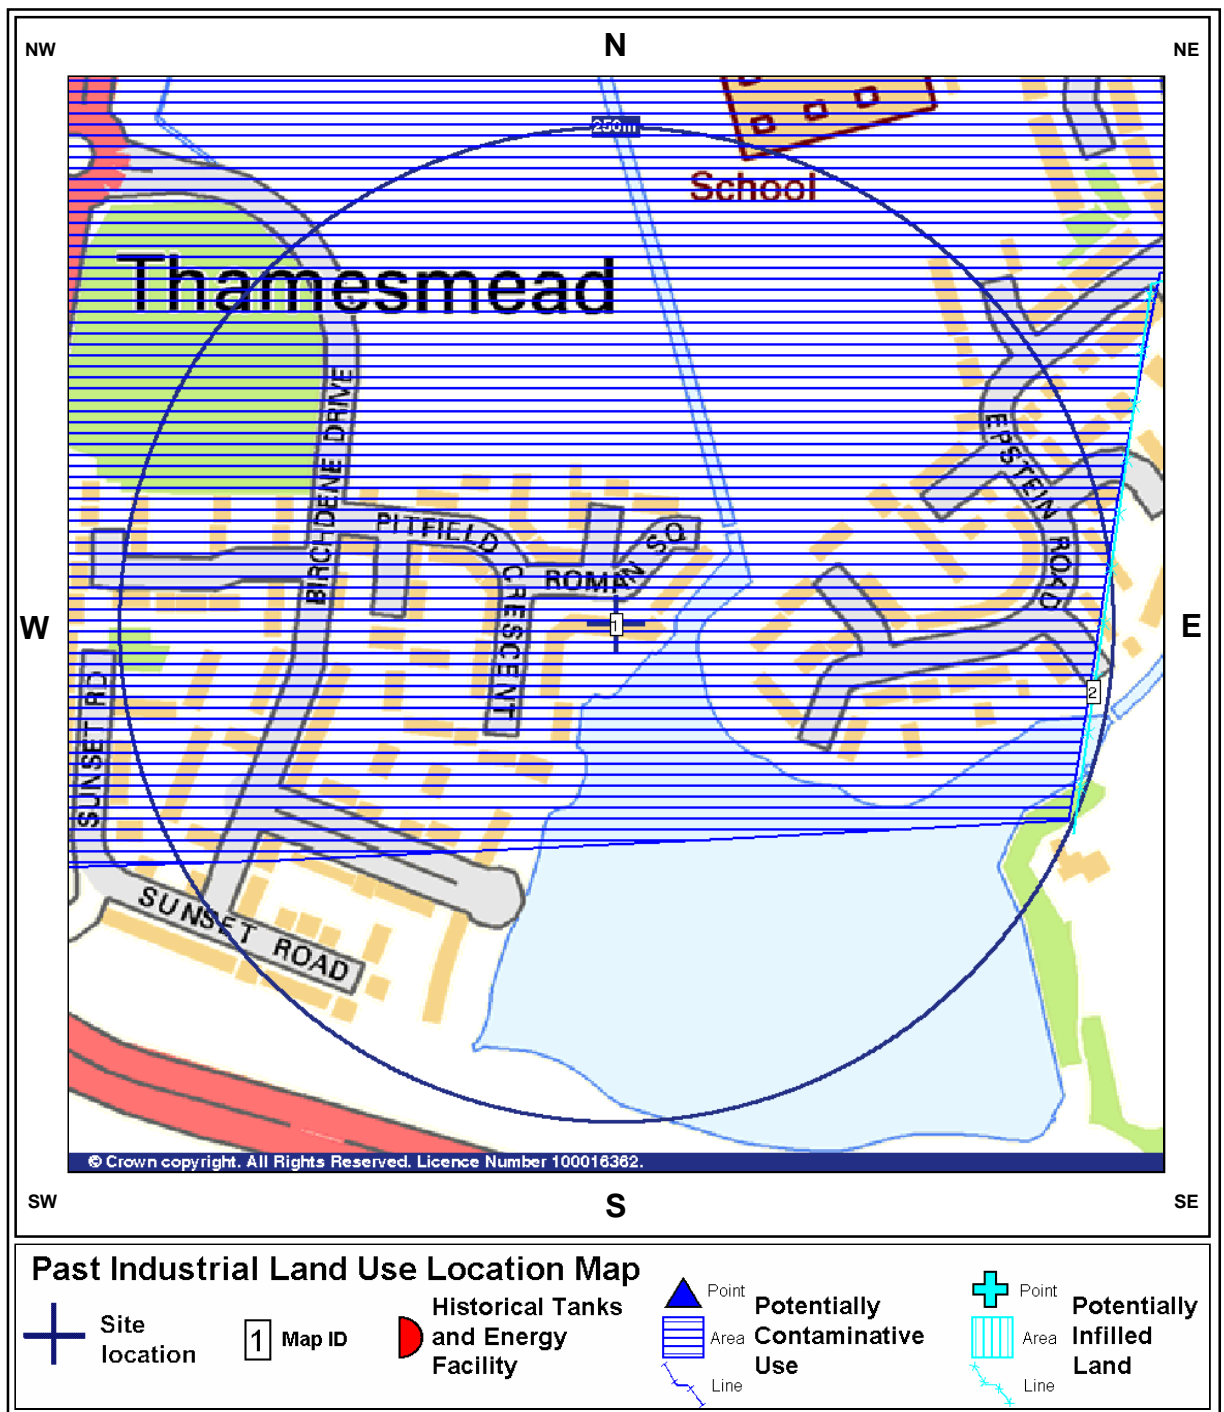 NW
N
NE
250m
School
Thamesmead
BIRCHDENE DRIVE
PITFIELD CRESCENT
ROMAN SQ
EPSTEIN ROAD
W
1
E
2
SUNSET RD
SUNSET ROAD
© Crown copyright. All Rights Reserved. Licence Number 100016362.
SW
S
SE
Past Industrial Land Use Location Map
Site
location
1
Map ID
Historical Tanks
and Energy
Facility
Point
Area
Line
Potentially
Contaminative
Use
Point
Area
Line
Potentially
Infilled
Land